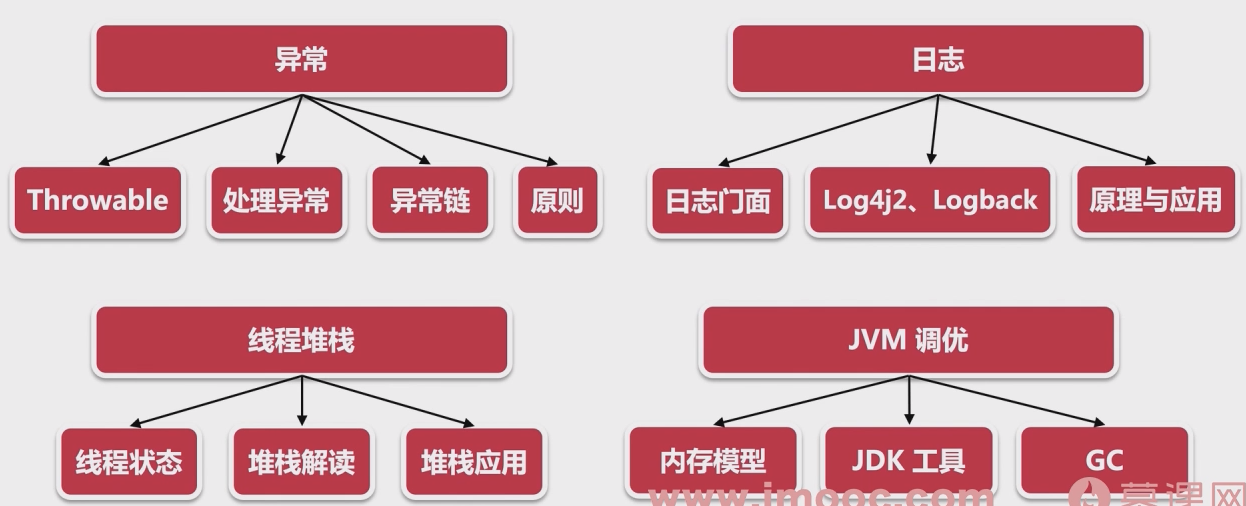 异常
日志
Throwable
处理异常
异常链
原则
日志门面
Log4j2、Logback
原理与应用
线程堆栈
JVM 调优
线程状态
堆栈解读
堆栈应用
内存模型
JDK 工具
GC
www.imooc.com
慕课网